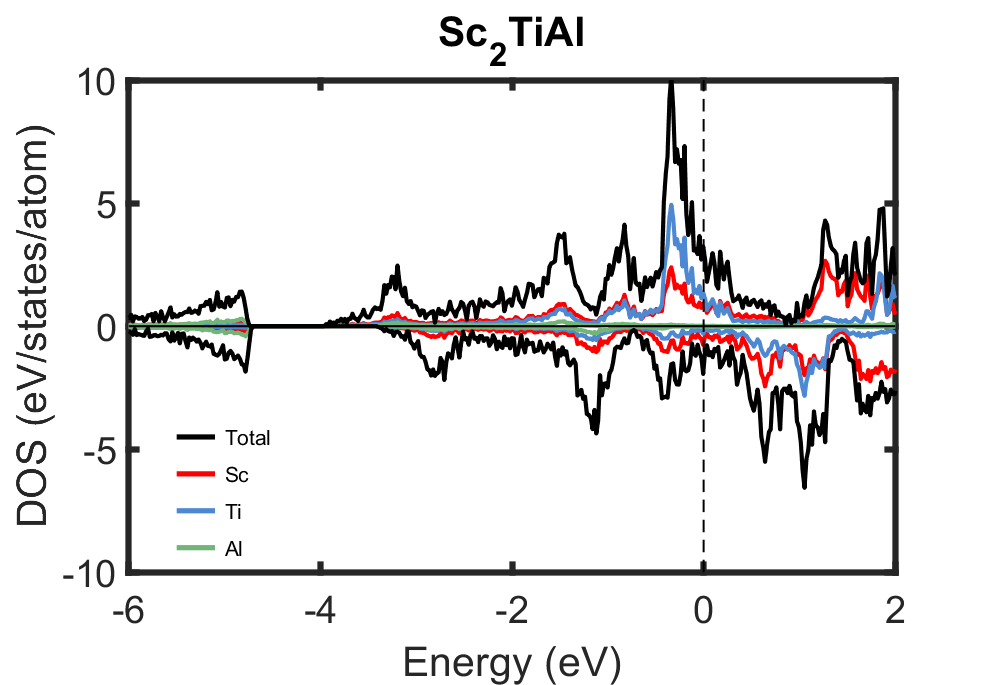 Sc₂TiAl
DOS (eV/states/atom)
10
5
0
-5
-10
Total
Sc
Ti
Al
-6 -4 -2 0 2
Energy (eV)